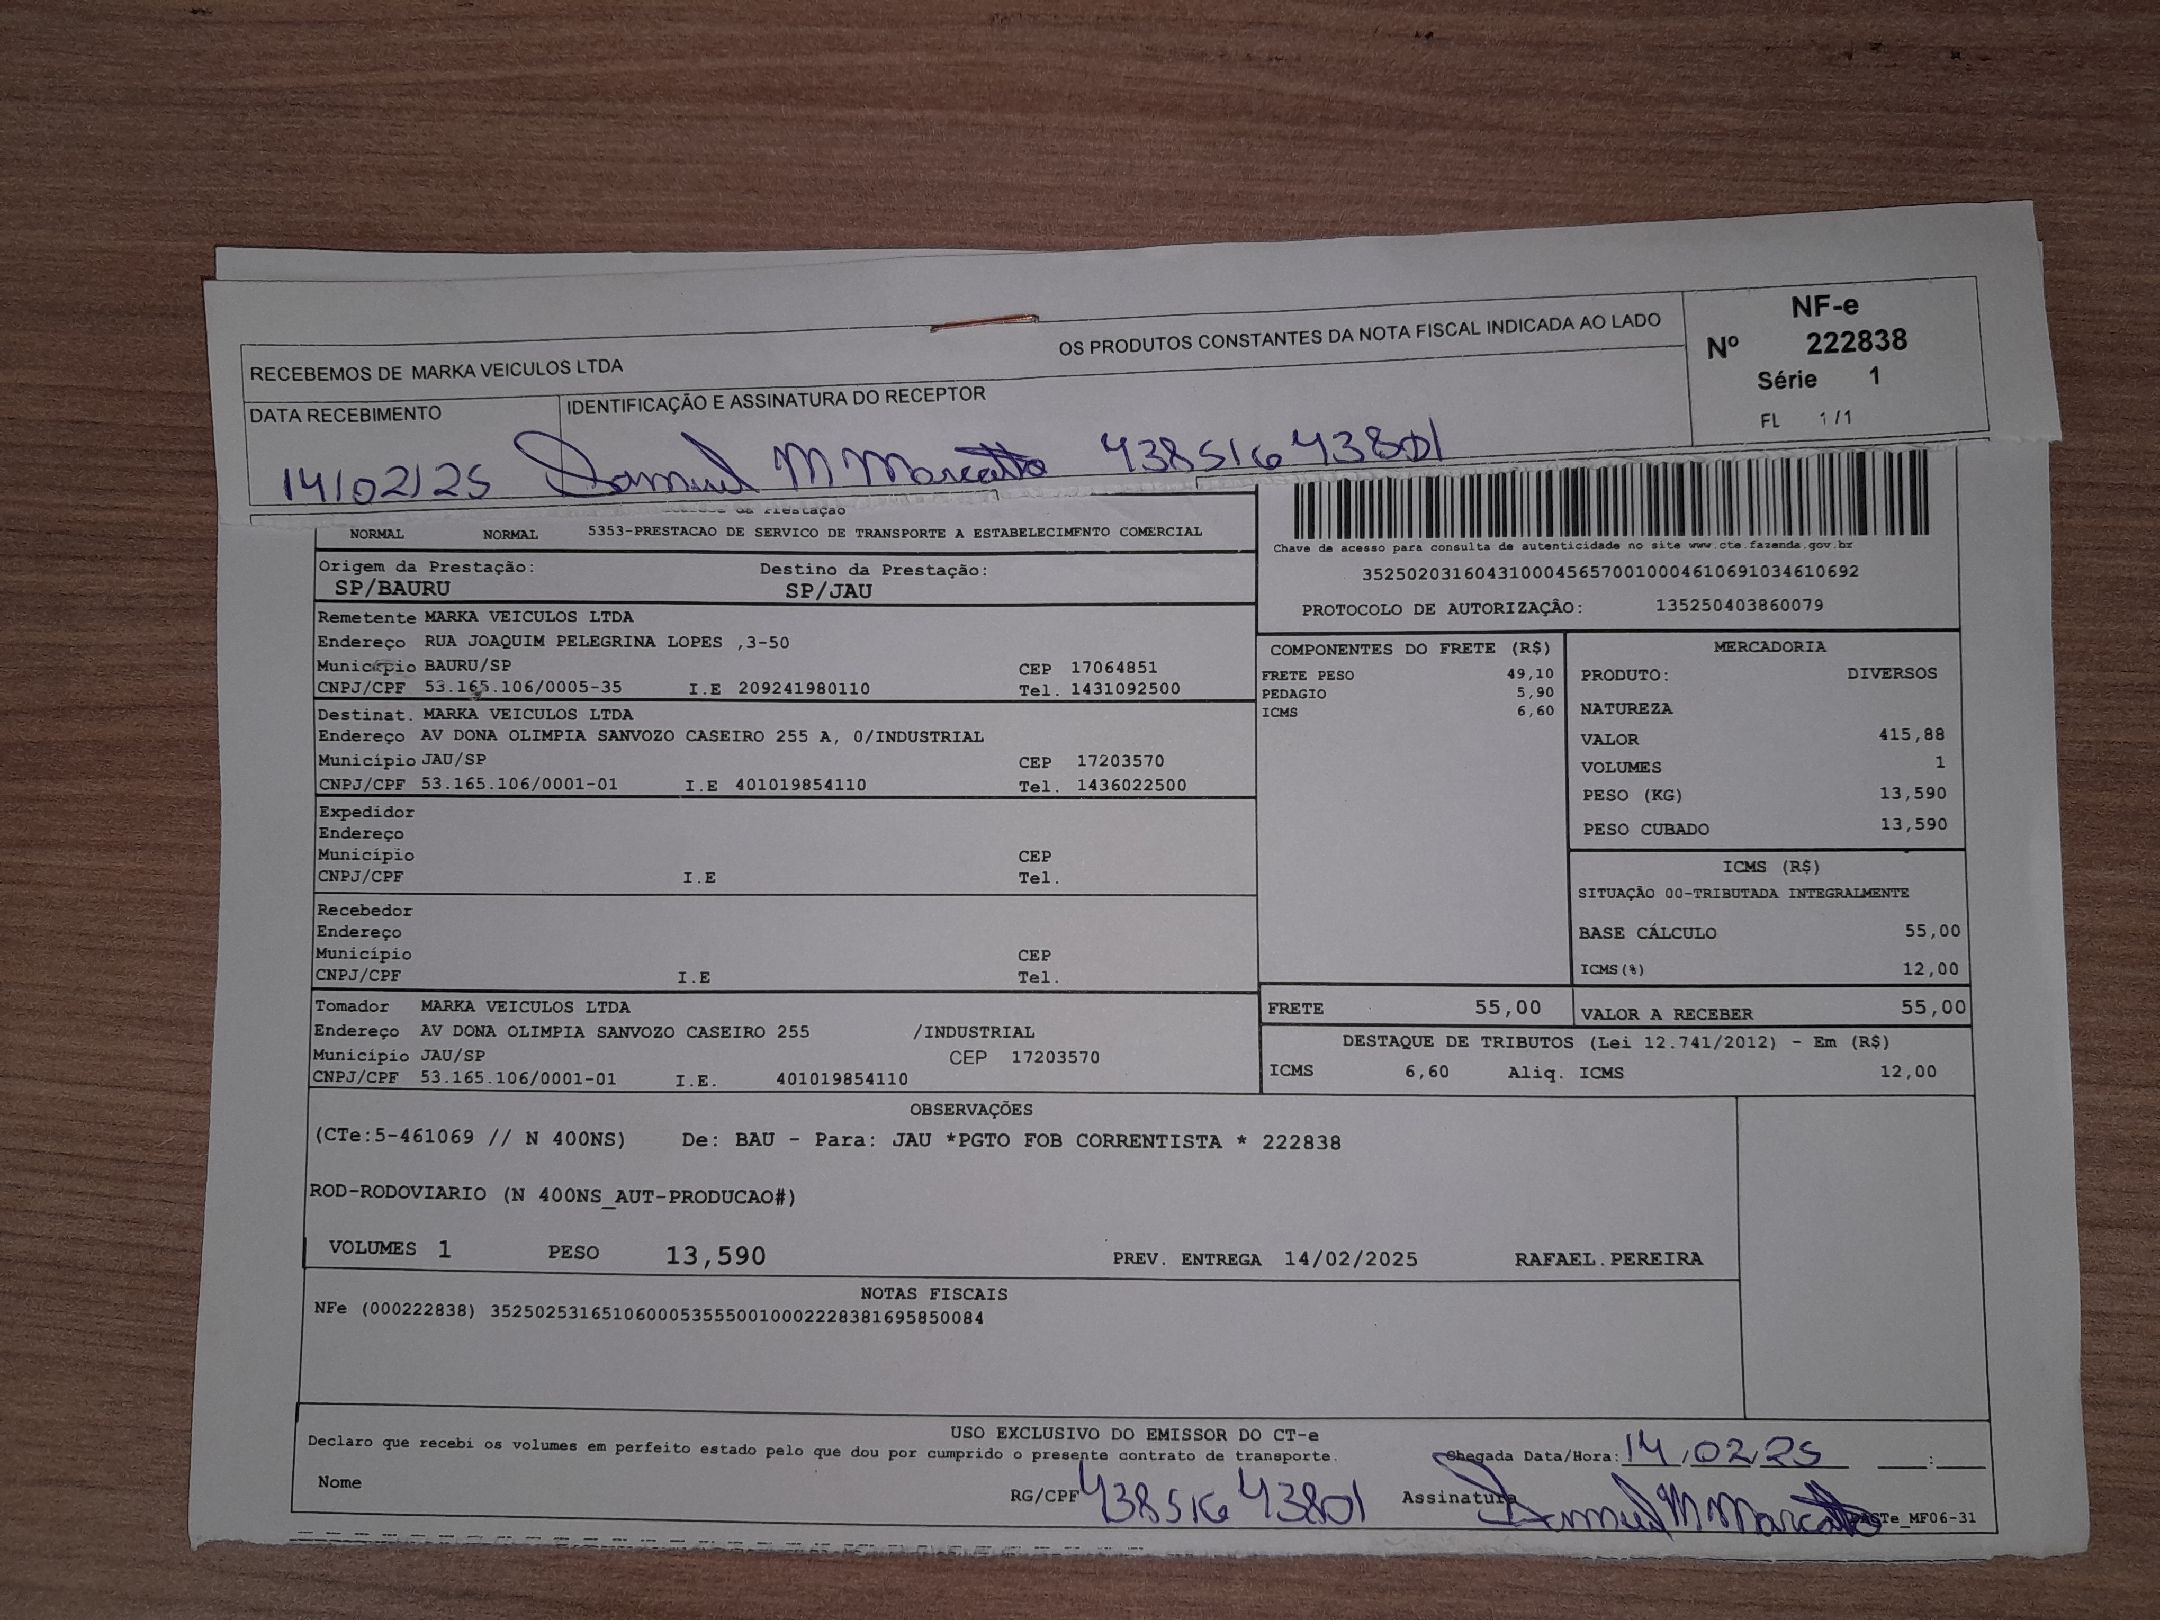 RECEBEMOS DE MARKA VEICULOS LTDA OS PRODUTOS CONSTANTES DA NOTA FISCAL INDICADA AO LADO
DATA RECEBIMENTO IDENTIFICAÇÃO E ASSINATURA DO RECEPTOR
14/02/25 Samuel M Marcatto 43851643801
NF-e
Nº 222838
Série 1
FL 1/1
da Prestação
NORMAL NORMAL 5353-PRESTACAO DE SERVICO DE TRANSPORTE A ESTABELECIMENTO COMERCIAL
Origem da Prestação: Destino da Prestação:
SP/BAURU SP/JAU
Remetente MARKA VEICULOS LTDA
Endereço RUA JOAQUIM PELEGRINA LOPES ,3-50
Município BAURU/SP CEP 17064851
CNPJ/CPF 53.165.106/0005-35 I.E 209241980110 Tel. 1431092500
Destinat. MARKA VEICULOS LTDA
Endereço AV DONA OLIMPIA SANVOZO CASEIRO 255 A, 0/INDUSTRIAL
Município JAU/SP CEP 17203570
CNPJ/CPF 53.165.106/0001-01 I.E 401019854110 Tel. 1436022500
Expedidor
Endereço
Município CEP
CNPJ/CPF I.E Tel.
Recebedor
Endereço
Município CEP
CNPJ/CPF I.E Tel.
Tomador MARKA VEICULOS LTDA
Endereço AV DONA OLIMPIA SANVOZO CASEIRO 255 /INDUSTRIAL
Município JAU/SP CEP 17203570
CNPJ/CPF 53.165.106/0001-01 I.E. 401019854110
Chave de acesso para consulta de autenticidade no site www.cte.fazenda.gov.br
35250203160431000456570010004610691034610692
PROTOCOLO DE AUTORIZAÇÃO: 135250403860079
COMPONENTES DO FRETE (R$)
FRETE PESO 49,10
PEDAGIO 5,90
ICMS 6,60
MERCADORIA
PRODUTO: DIVERSOS
NATUREZA
VALOR 415,88
VOLUMES 1
PESO (KG) 13,590
PESO CUBADO 13,590
ICMS (R$)
SITUAÇÃO 00-TRIBUTADA INTEGRALMENTE
BASE CÁLCULO 55,00
ICMS(%) 12,00
FRETE 55,00 VALOR A RECEBER 55,00
DESTAQUE DE TRIBUTOS (Lei 12.741/2012) - Em (R$)
ICMS 6,60 Aliq. ICMS 12,00
OBSERVAÇÕES
(CTe:5-461069 // N 400NS) De: BAU - Para: JAU *PGTO FOB CORRENTISTA * 222838
ROD-RODOVIARIO (N 400NS_AUT-PRODUCAO#)
VOLUMES 1 PESO 13,590 PREV. ENTREGA 14/02/2025 RAFAEL.PEREIRA
NOTAS FISCAIS
NFe (000222838) 35250253165106000535550010002228381695850084
USO EXCLUSIVO DO EMISSOR DO CT-e
Declaro que recebi os volumes em perfeito estado pelo que dou por cumprido o presente contrato de transporte. Chegada Data/Hora: 14/02/25 __:__
Nome RG/CPF 43851643801 Assinatura Samuel M Marcatto _MF06-31